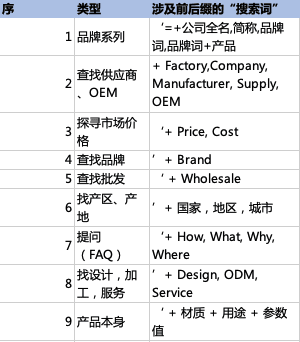 序 类型 涉及前后缀的“搜索词”
1 品牌系列 ‘=+公司全名,简称,品牌词,品牌词+产品
2 查找供应商、OEM + Factory,Company, Manufacturer, Supply, OEM
3 探寻市场价格 ‘+ Price, Cost
4 查找品牌 ’+ Brand
5 查找批发 ’+ Wholesale
6 找产区、产地 ’+ 国家，地区，城市
7 提问（FAQ） ‘+ How, What, Why, Where
8 找设计，加工，服务 ’+ Design, ODM, Service
9 产品本身 ‘ + 材质 + 用途 + 参数值